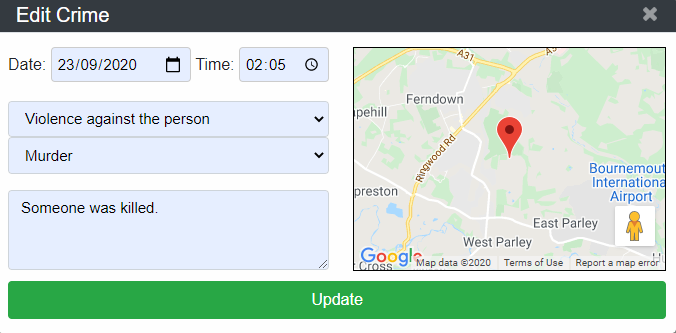 Edit Crime
Date: 23/09/2020 Time: 02:05
Violence against the person
Murder
Someone was killed.
Update
A31
Ferndown
Ringwood Rd
Bournemout
Internationa
Airport
preston
East Parley
West Parley
Cross
Google
Map data ©2020 Terms of Use Report a map error